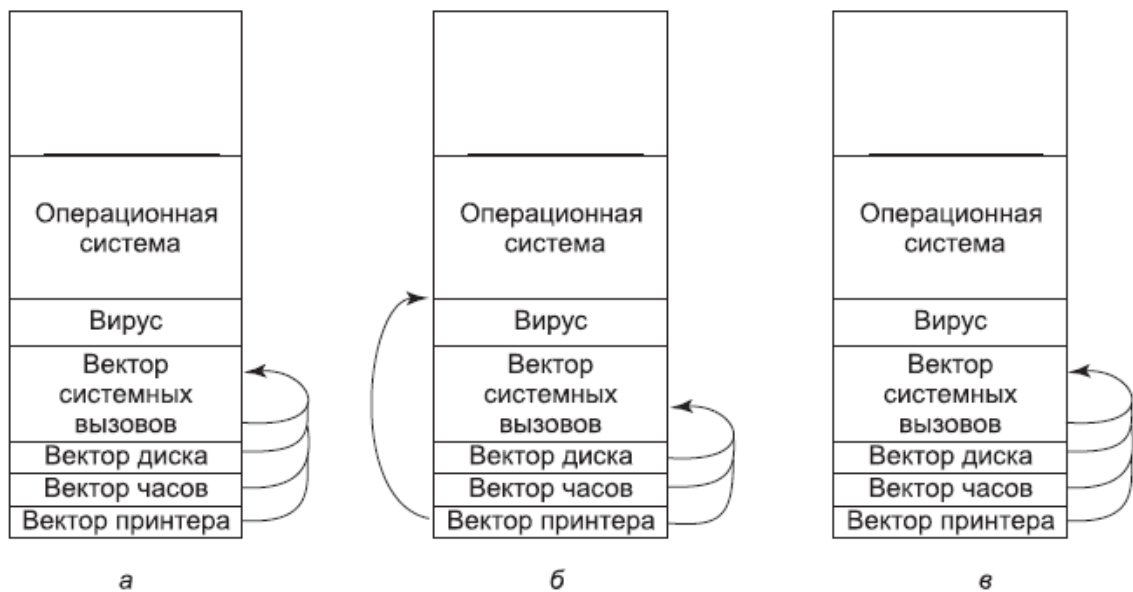 Операционная
система
Вирус
Вектор
системных
вызовов
Вектор диска
Вектор часов
Вектор принтера
а
Операционная
система
Вирус
Вектор
системных
вызовов
Вектор диска
Вектор часов
Вектор принтера
б
Операционная
система
Вирус
Вектор
системных
вызовов
Вектор диска
Вектор часов
Вектор принтера
в